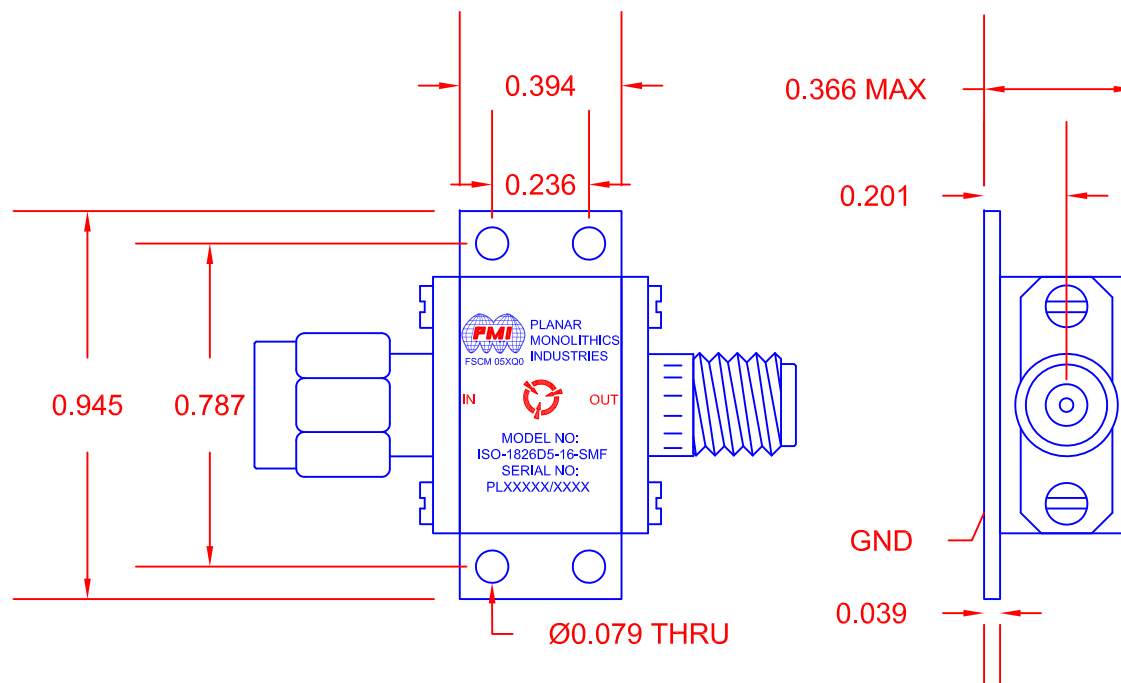 0.394
0.366 MAX
0.236
0.201
PMI
FSCM 05XQ0
PLANAR
MONOLITHICS
INDUSTRIES
0.945
0.787
IN
OUT
MODEL NO:
ISO-1826D5-16-SMF
SERIAL NO:
PLXXXXX/XXXX
GND
0.039
Ø0.079 THRU